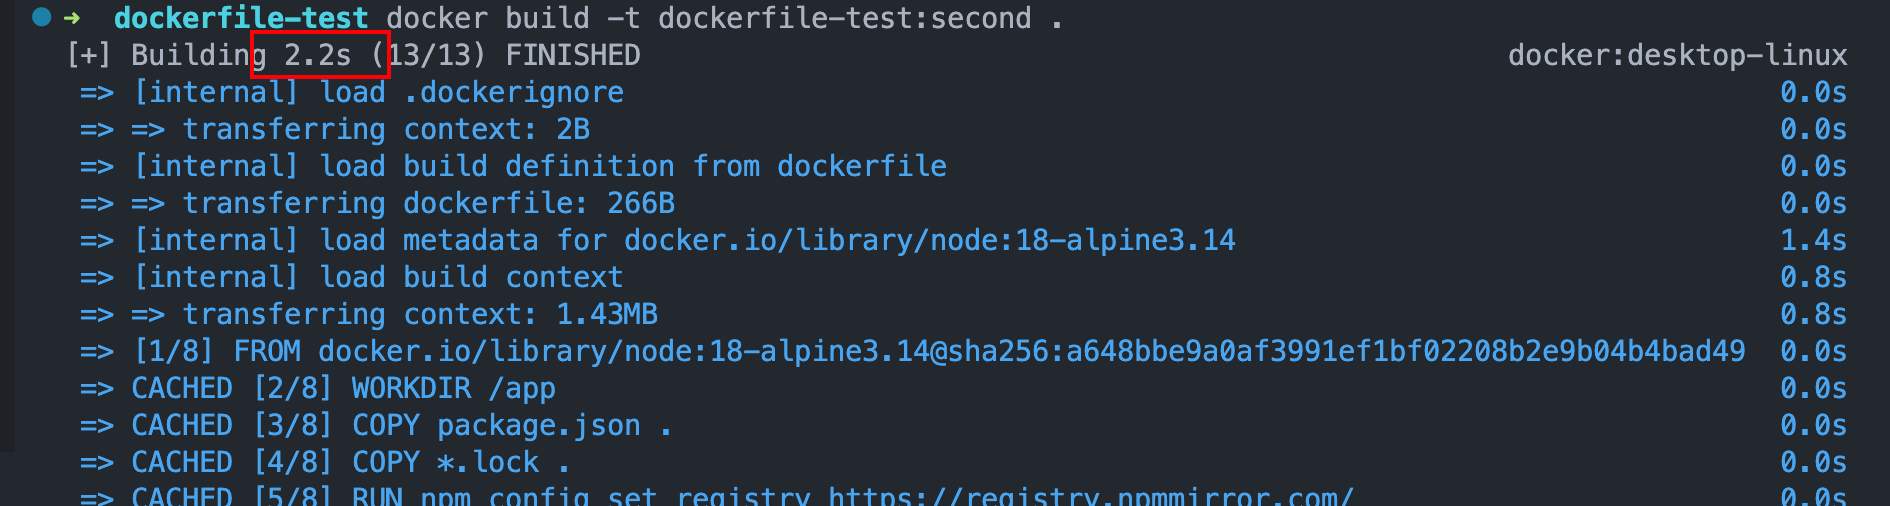 ➜ dockerfile-test docker build -t dockerfile-test:second .
[+] Building 2.2s (13/13) FINISHED docker:desktop-linux
=> [internal] load .dockerignore 0.0s
=> => transferring context: 2B 0.0s
=> [internal] load build definition from dockerfile 0.0s
=> => transferring dockerfile: 266B 0.0s
=> [internal] load metadata for docker.io/library/node:18-alpine3.14 1.4s
=> [internal] load build context 0.8s
=> => transferring context: 1.43MB 0.8s
=> [1/8] FROM docker.io/library/node:18-alpine3.14@sha256:a648bbe9a0af3991ef1bf02208b2e9b04b4bad49 0.0s
=> CACHED [2/8] WORKDIR /app 0.0s
=> CACHED [3/8] COPY package.json . 0.0s
=> CACHED [4/8] COPY *.lock . 0.0s
=> CACHED [5/8] RUN npm config set registry https://registry.npmmirror.com/ 0.0s